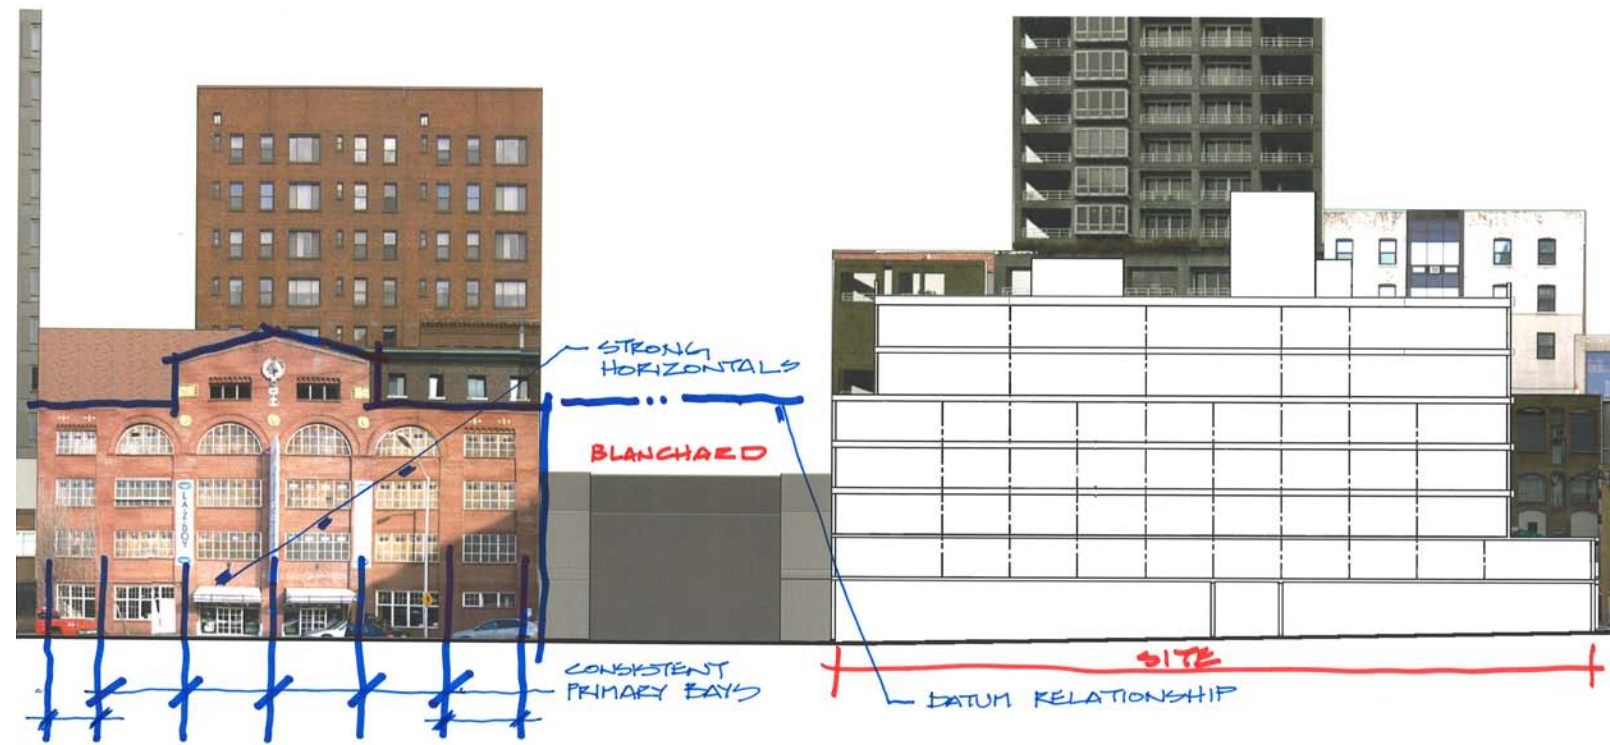 STRONG
HORIZONTALS
BLANCHARD
LA-Z-BOY
CONSISTENT
PRIMARY BAYS
SITE
DATUM RELATIONSHIP